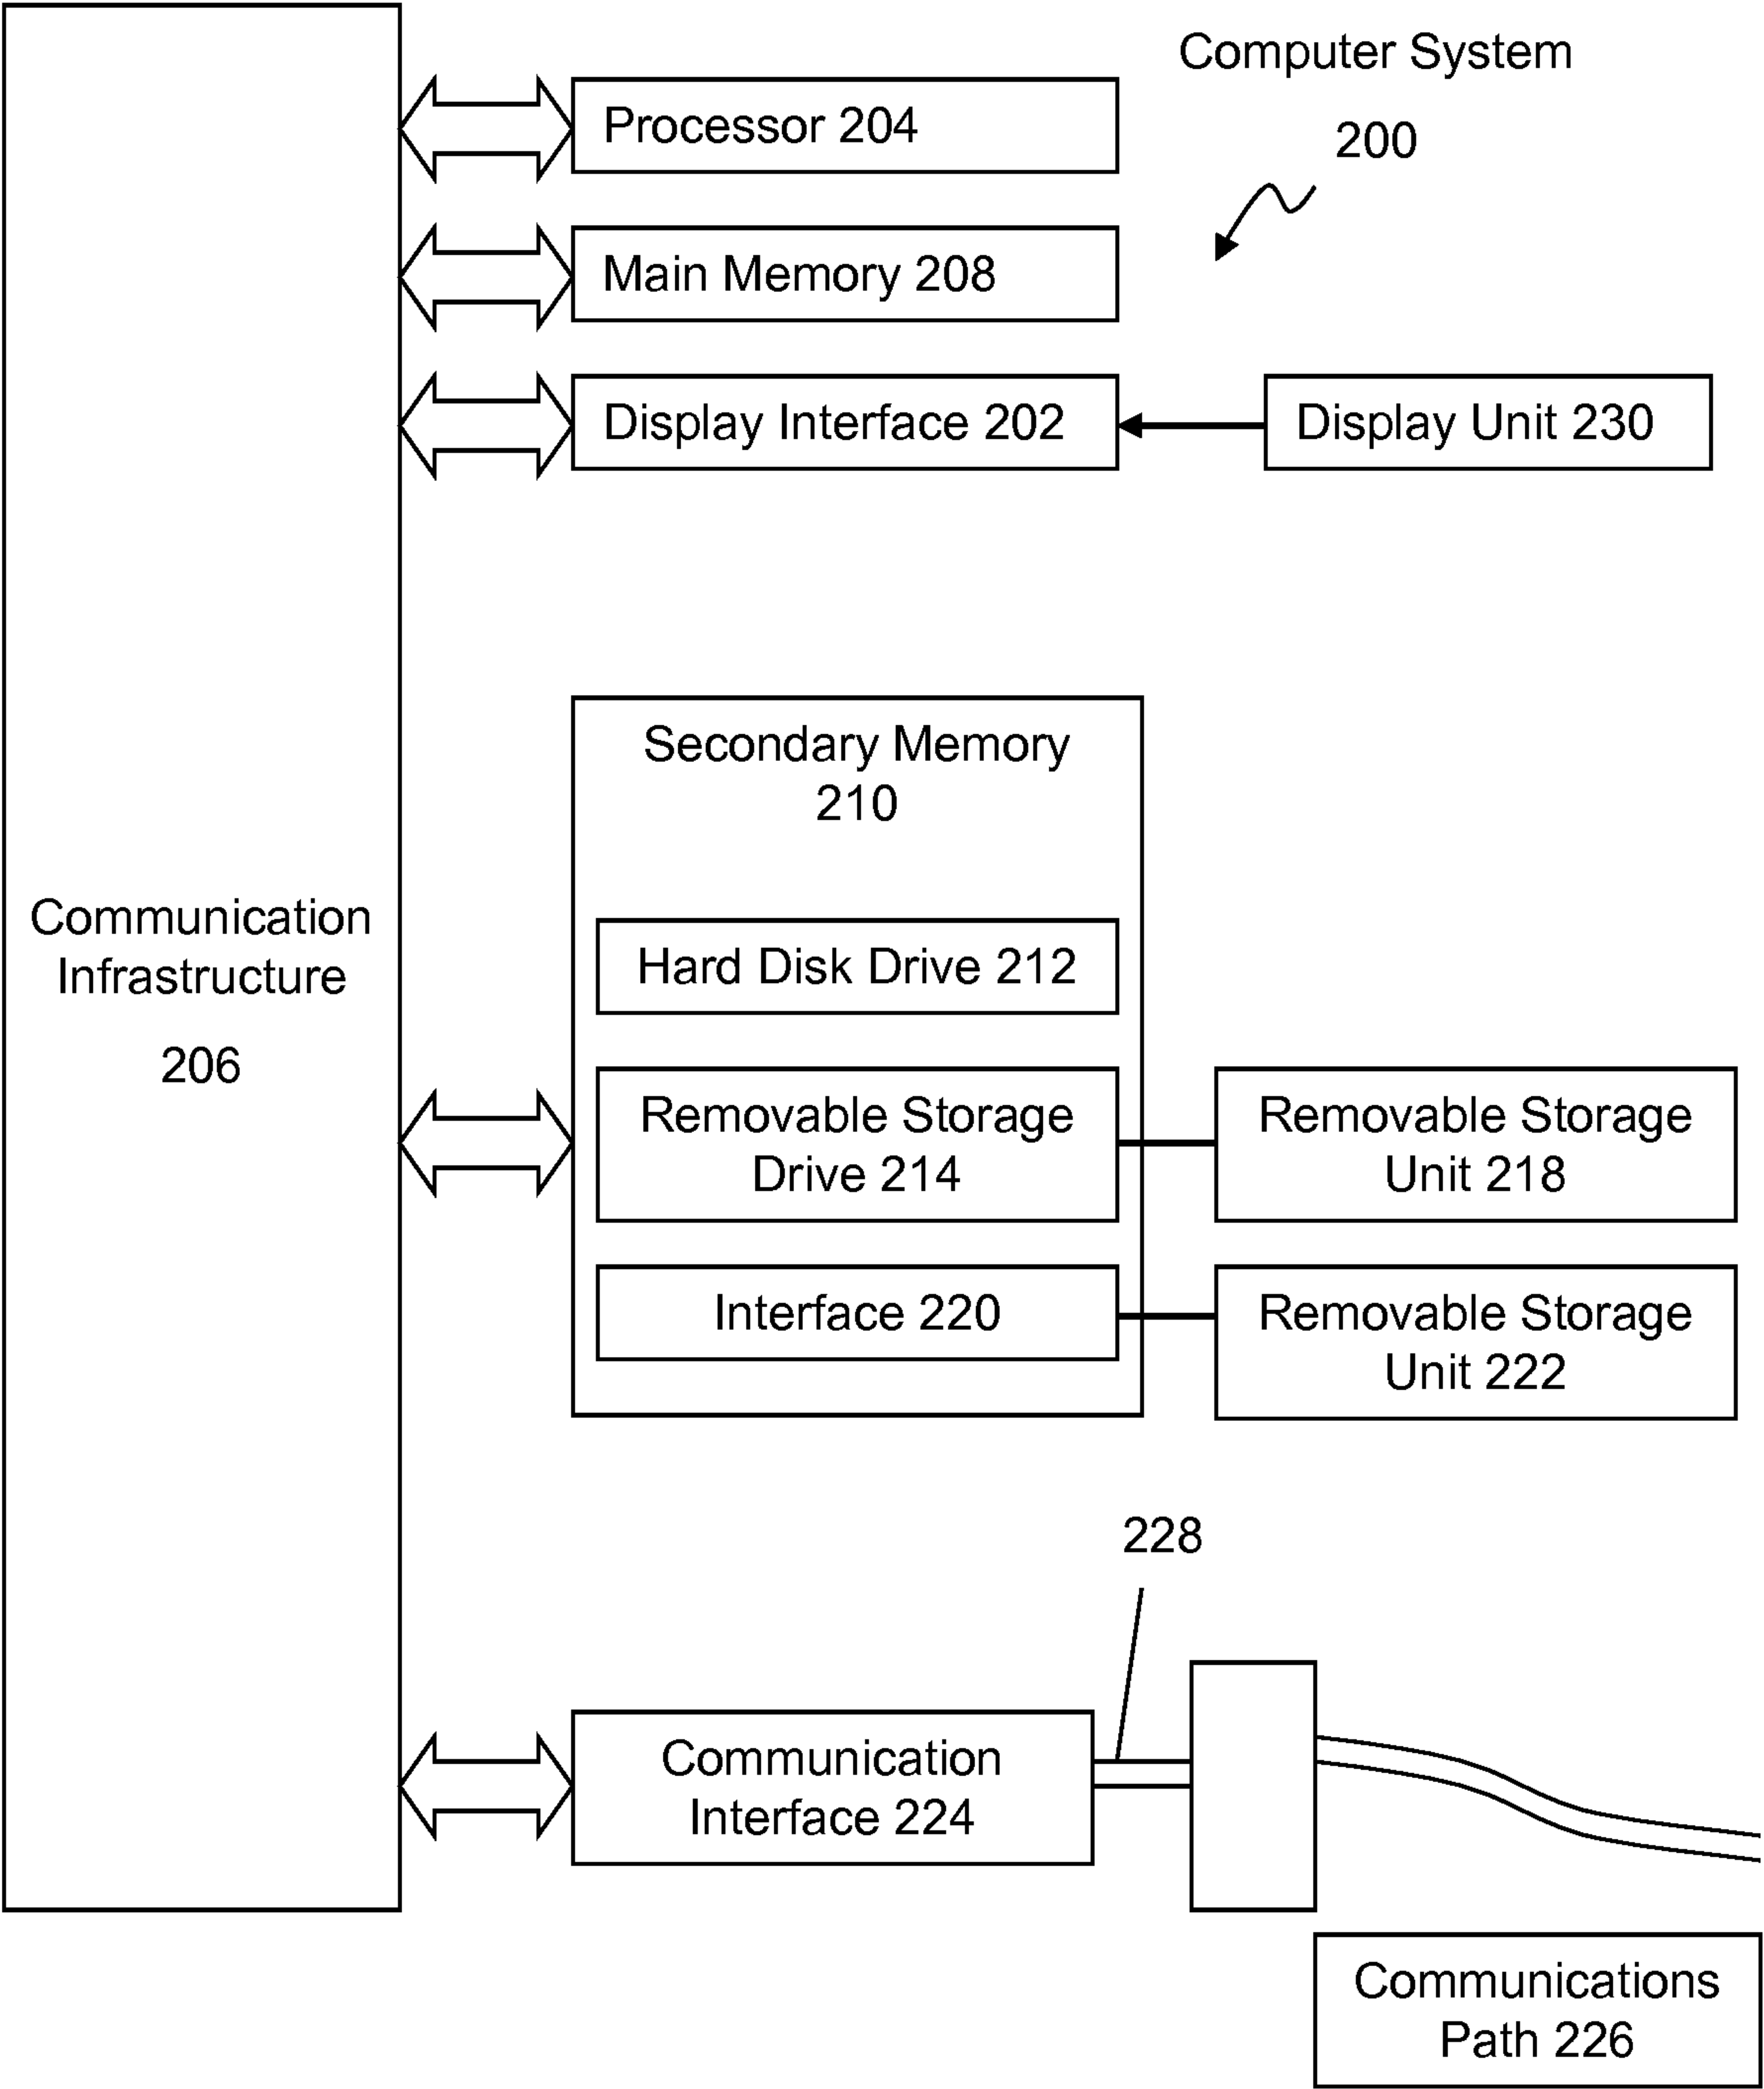 Computer System
200
Processor 204
Main Memory 208
Display Interface 202
Display Unit 230
Secondary Memory
210
Communication
Infrastructure
206
Hard Disk Drive 212
Removable Storage
Drive 214
Removable Storage
Unit 218
Interface 220
Removable Storage
Unit 222
228
Communication
Interface 224
Communications
Path 226